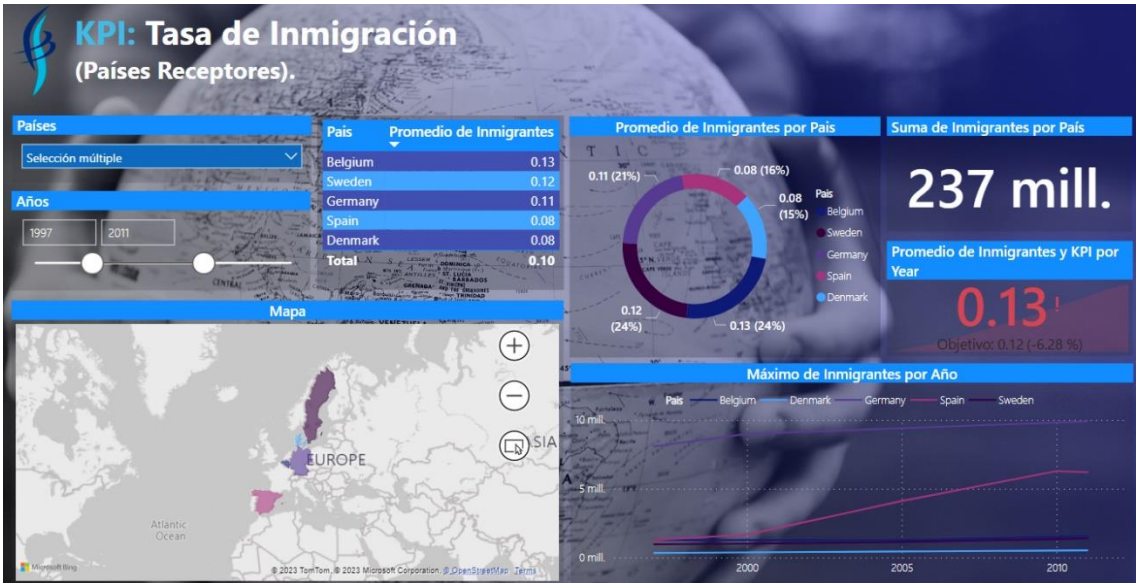 KPI: Tasa de Inmigración
(Países Receptores).
Países
Selección múltiple
Años
1997 2011
Pais Promedio de Inmigrantes
Belgium 0.13
Sweden 0.12
Germany 0.11
Spain 0.08
Denmark 0.08
Total 0.10
Promedio de Inmigrantes por Pais
0.11 (21%)
0.08 (16%)
0.08
(15%)
0.12
(24%)
0.13 (24%)
Pais
Belgium
Sweden
Germany
Spain
Denmark
Suma de Inmigrantes por País
237 mill.
Promedio de Inmigrantes y KPI por
Year
0.13!
Objetivo: 0.12 (-6.28 %)
Mapa
EUROPE
ASIA
Atlantic
Ocean
Microsoft Bing
© 2023 TomTom, © 2023 Microsoft Corporation, © OpenStreetMap Terms
Máximo de Inmigrantes por Año
Pais Belgium Denmark Germany Spain Sweden
10 mill.
5 mill.
0 mill.
2000 2005 2010